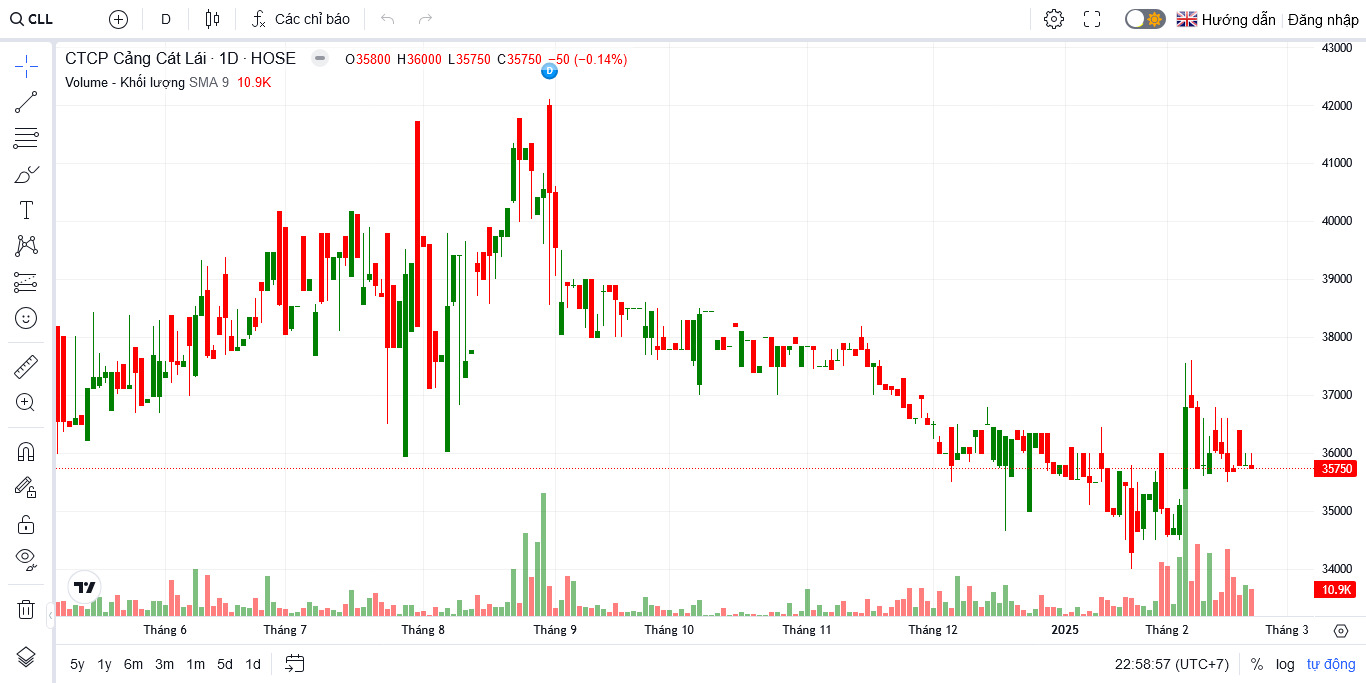 CLL D Các chỉ báo Hướng dẫn Đăng nhập
CTCP Cảng Cát Lái · 1D · HOSE O35800 H36000 L35750 C35750 −50 (−0.14%)
D
Volume - Khối lượng SMA 9 10.9K
43000
42000
41000
40000
39000
38000
37000
36000
35750
35000
34000
10.9K
Tháng 6 Tháng 7 Tháng 8 Tháng 9 Tháng 10 Tháng 11 Tháng 12 2025 Tháng 2 Tháng 3
5y 1y 6m 3m 1m 5d 1d 22:58:57 (UTC+7) % log tự động